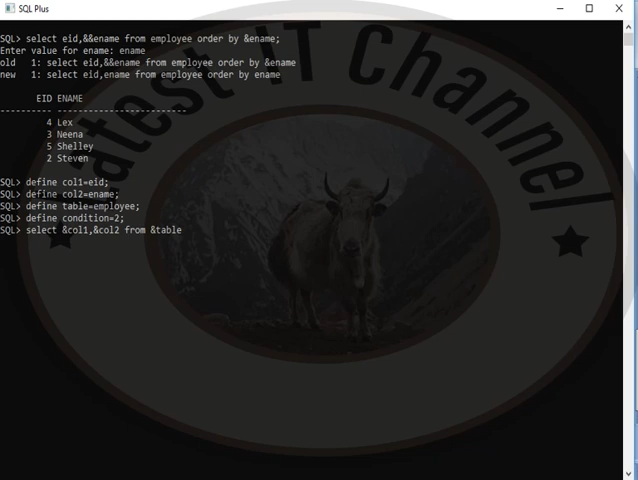 SQL Plus
SQL> select eid,&&ename from employee order by &ename;
Enter value for ename: ename
old   1: select eid,&&ename from employee order by &ename
new   1: select eid,ename from employee order by ename
EID ENAME
---------- -------------------------
4 Lex
3 Neena
5 Shelley
2 Steven
SQL> define col1=eid;
SQL> define col2=ename;
SQL> define table=employee;
SQL> define condition=2;
SQL> select &col1,&col2 from &table
IT Channel